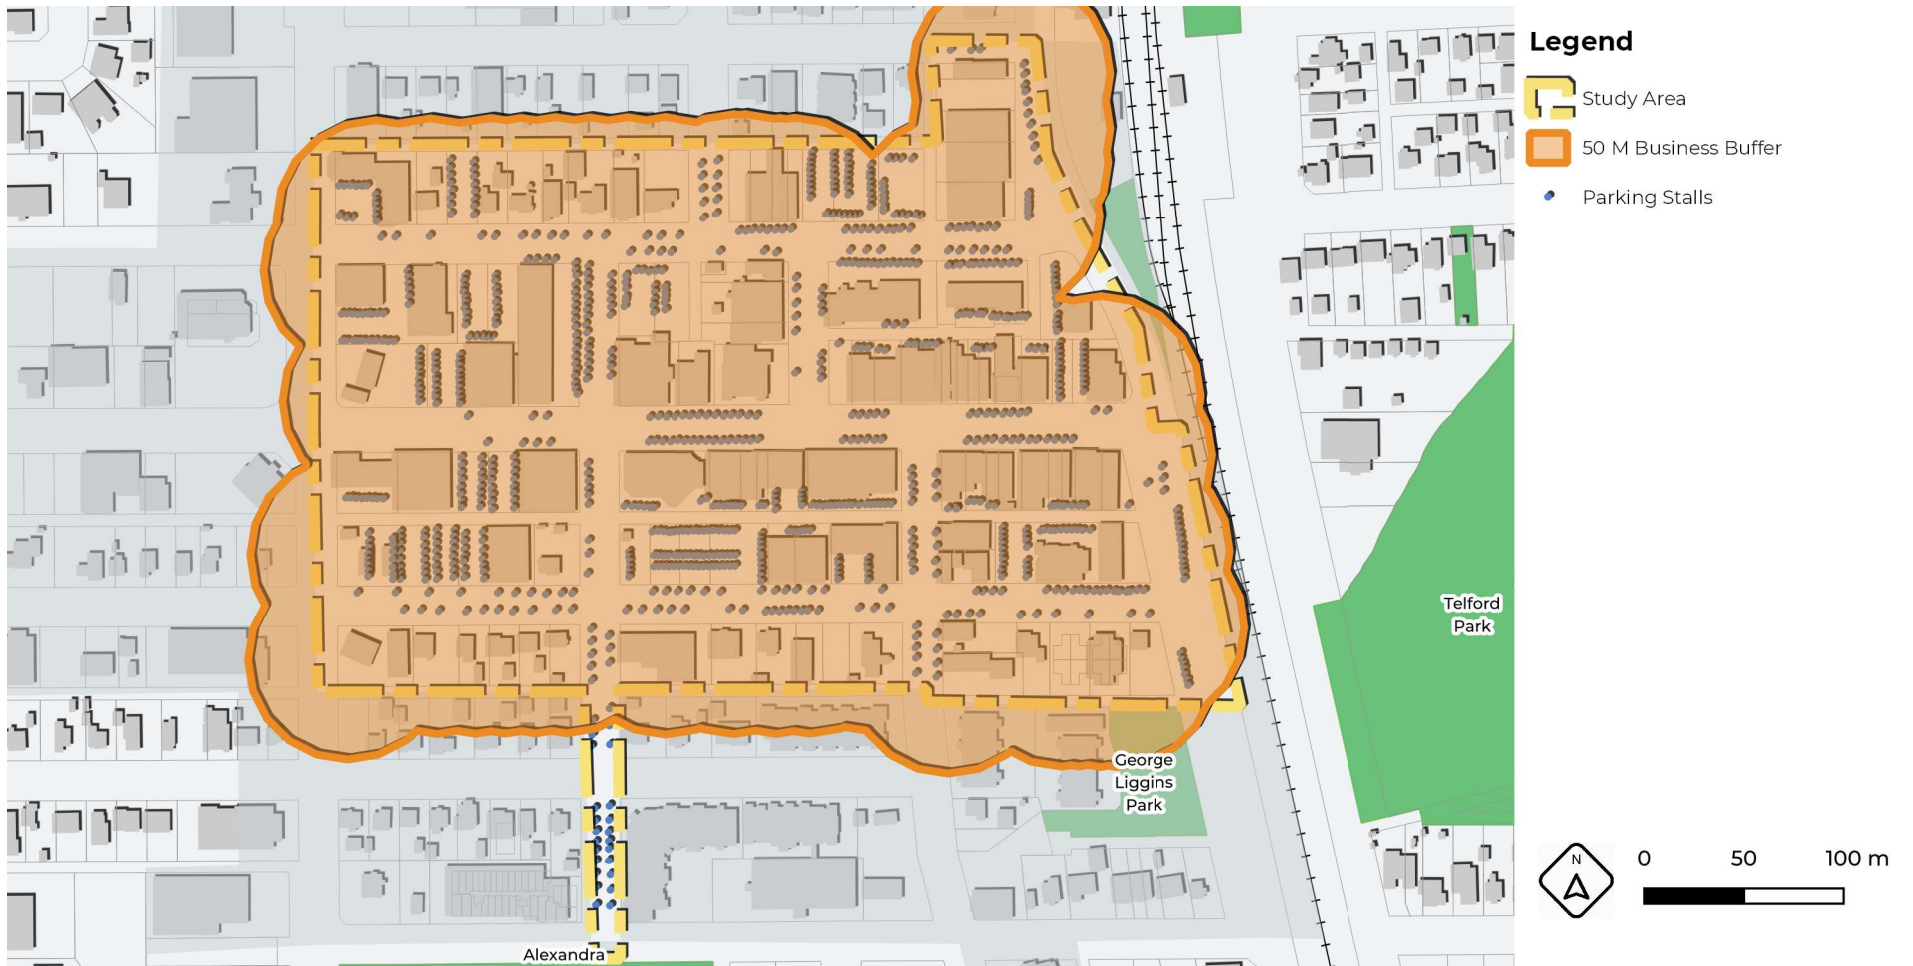 Legend
Study Area
50 M Business Buffer
Parking Stalls
Telford
Park
George
Liggins
Park
Alexandra
N
0 50 100 m